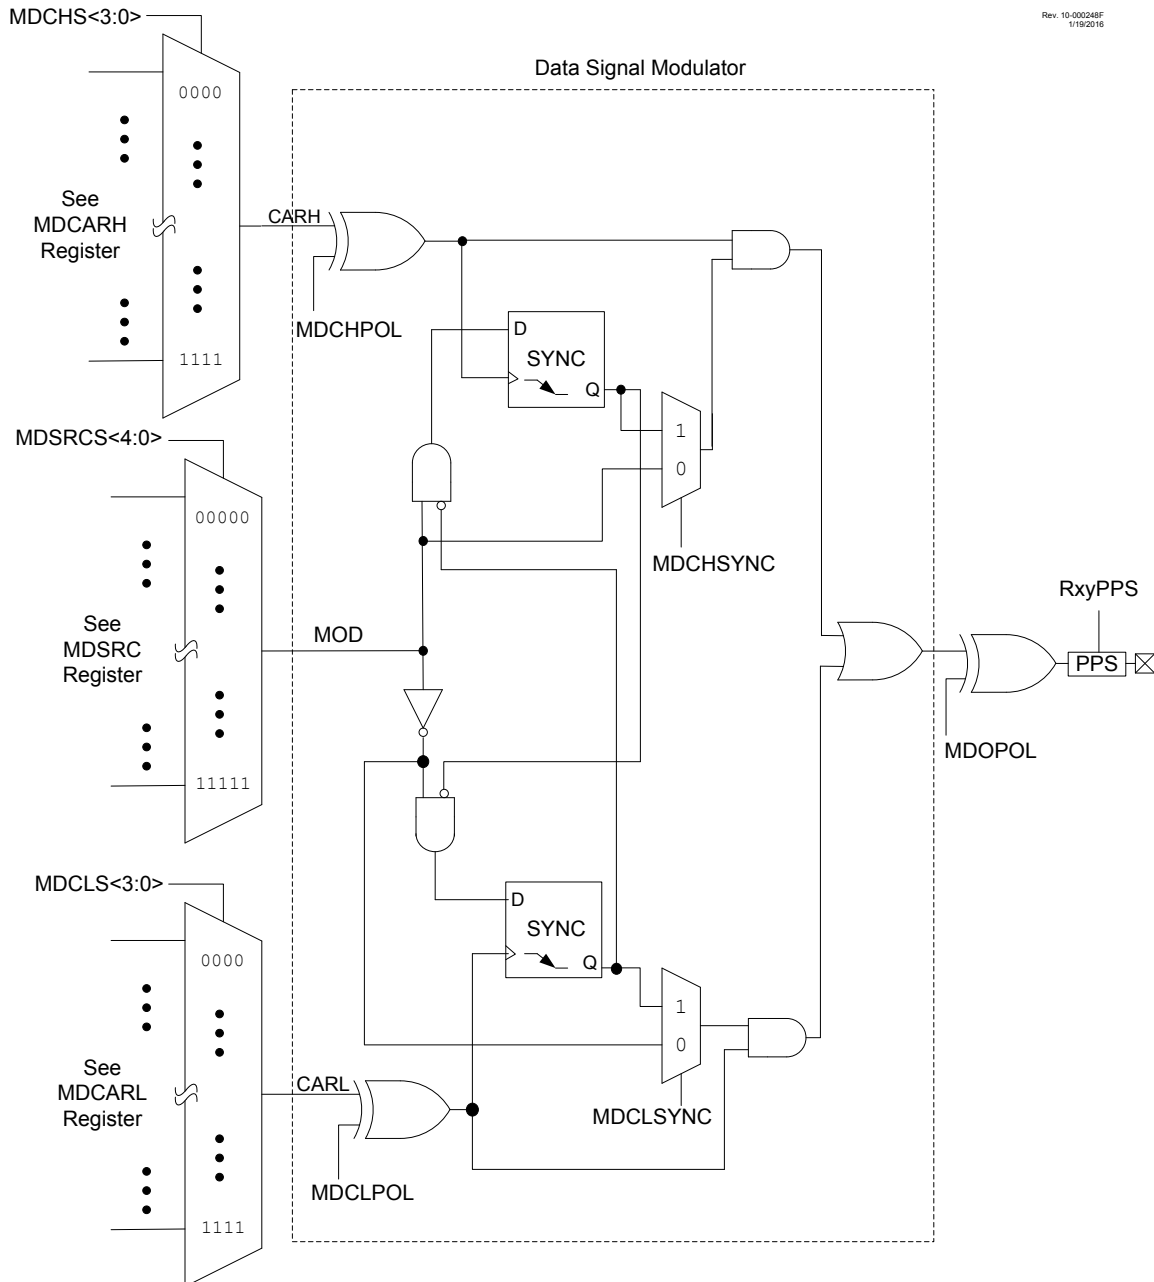 MDCHS<3:0>
Rev. 10-000248F
1/19/2016
Data Signal Modulator
0000
See
MDCARH
Register
CARH
1111
MDCHPOL
D
SYNC
Q
1
0
MDCHSYNC
MDSRCS<4:0>
00000
See
MDSRC
Register
MOD
11111
RxyPPS
PPS
MDOPOL
MDCLS<3:0>
0000
D
SYNC
Q
1
0
See
MDCARL
Register
CARL
MDCLSYNC
MDCLPOL
1111